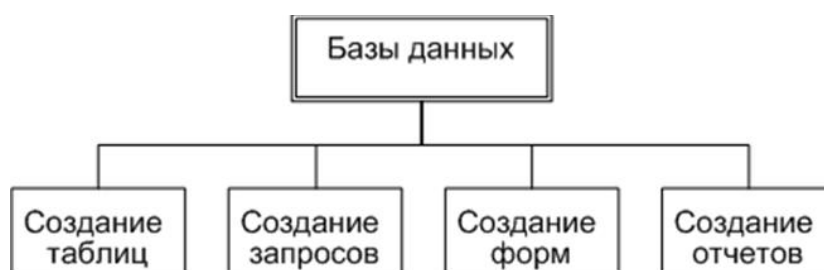 Базы данных
Создание
таблиц
Создание
запросов
Создание
форм
Создание
отчетов